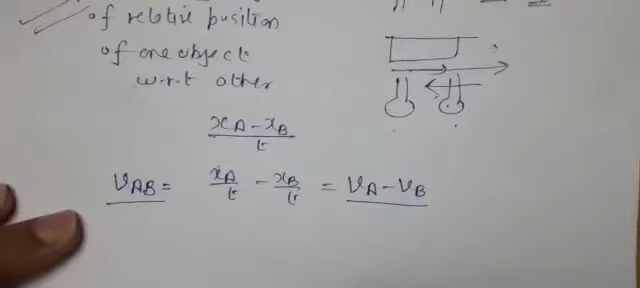 of relative position
of one object
w.r.t other
xA - xB
t
vAB = xA/t - xB/t = vA - vB